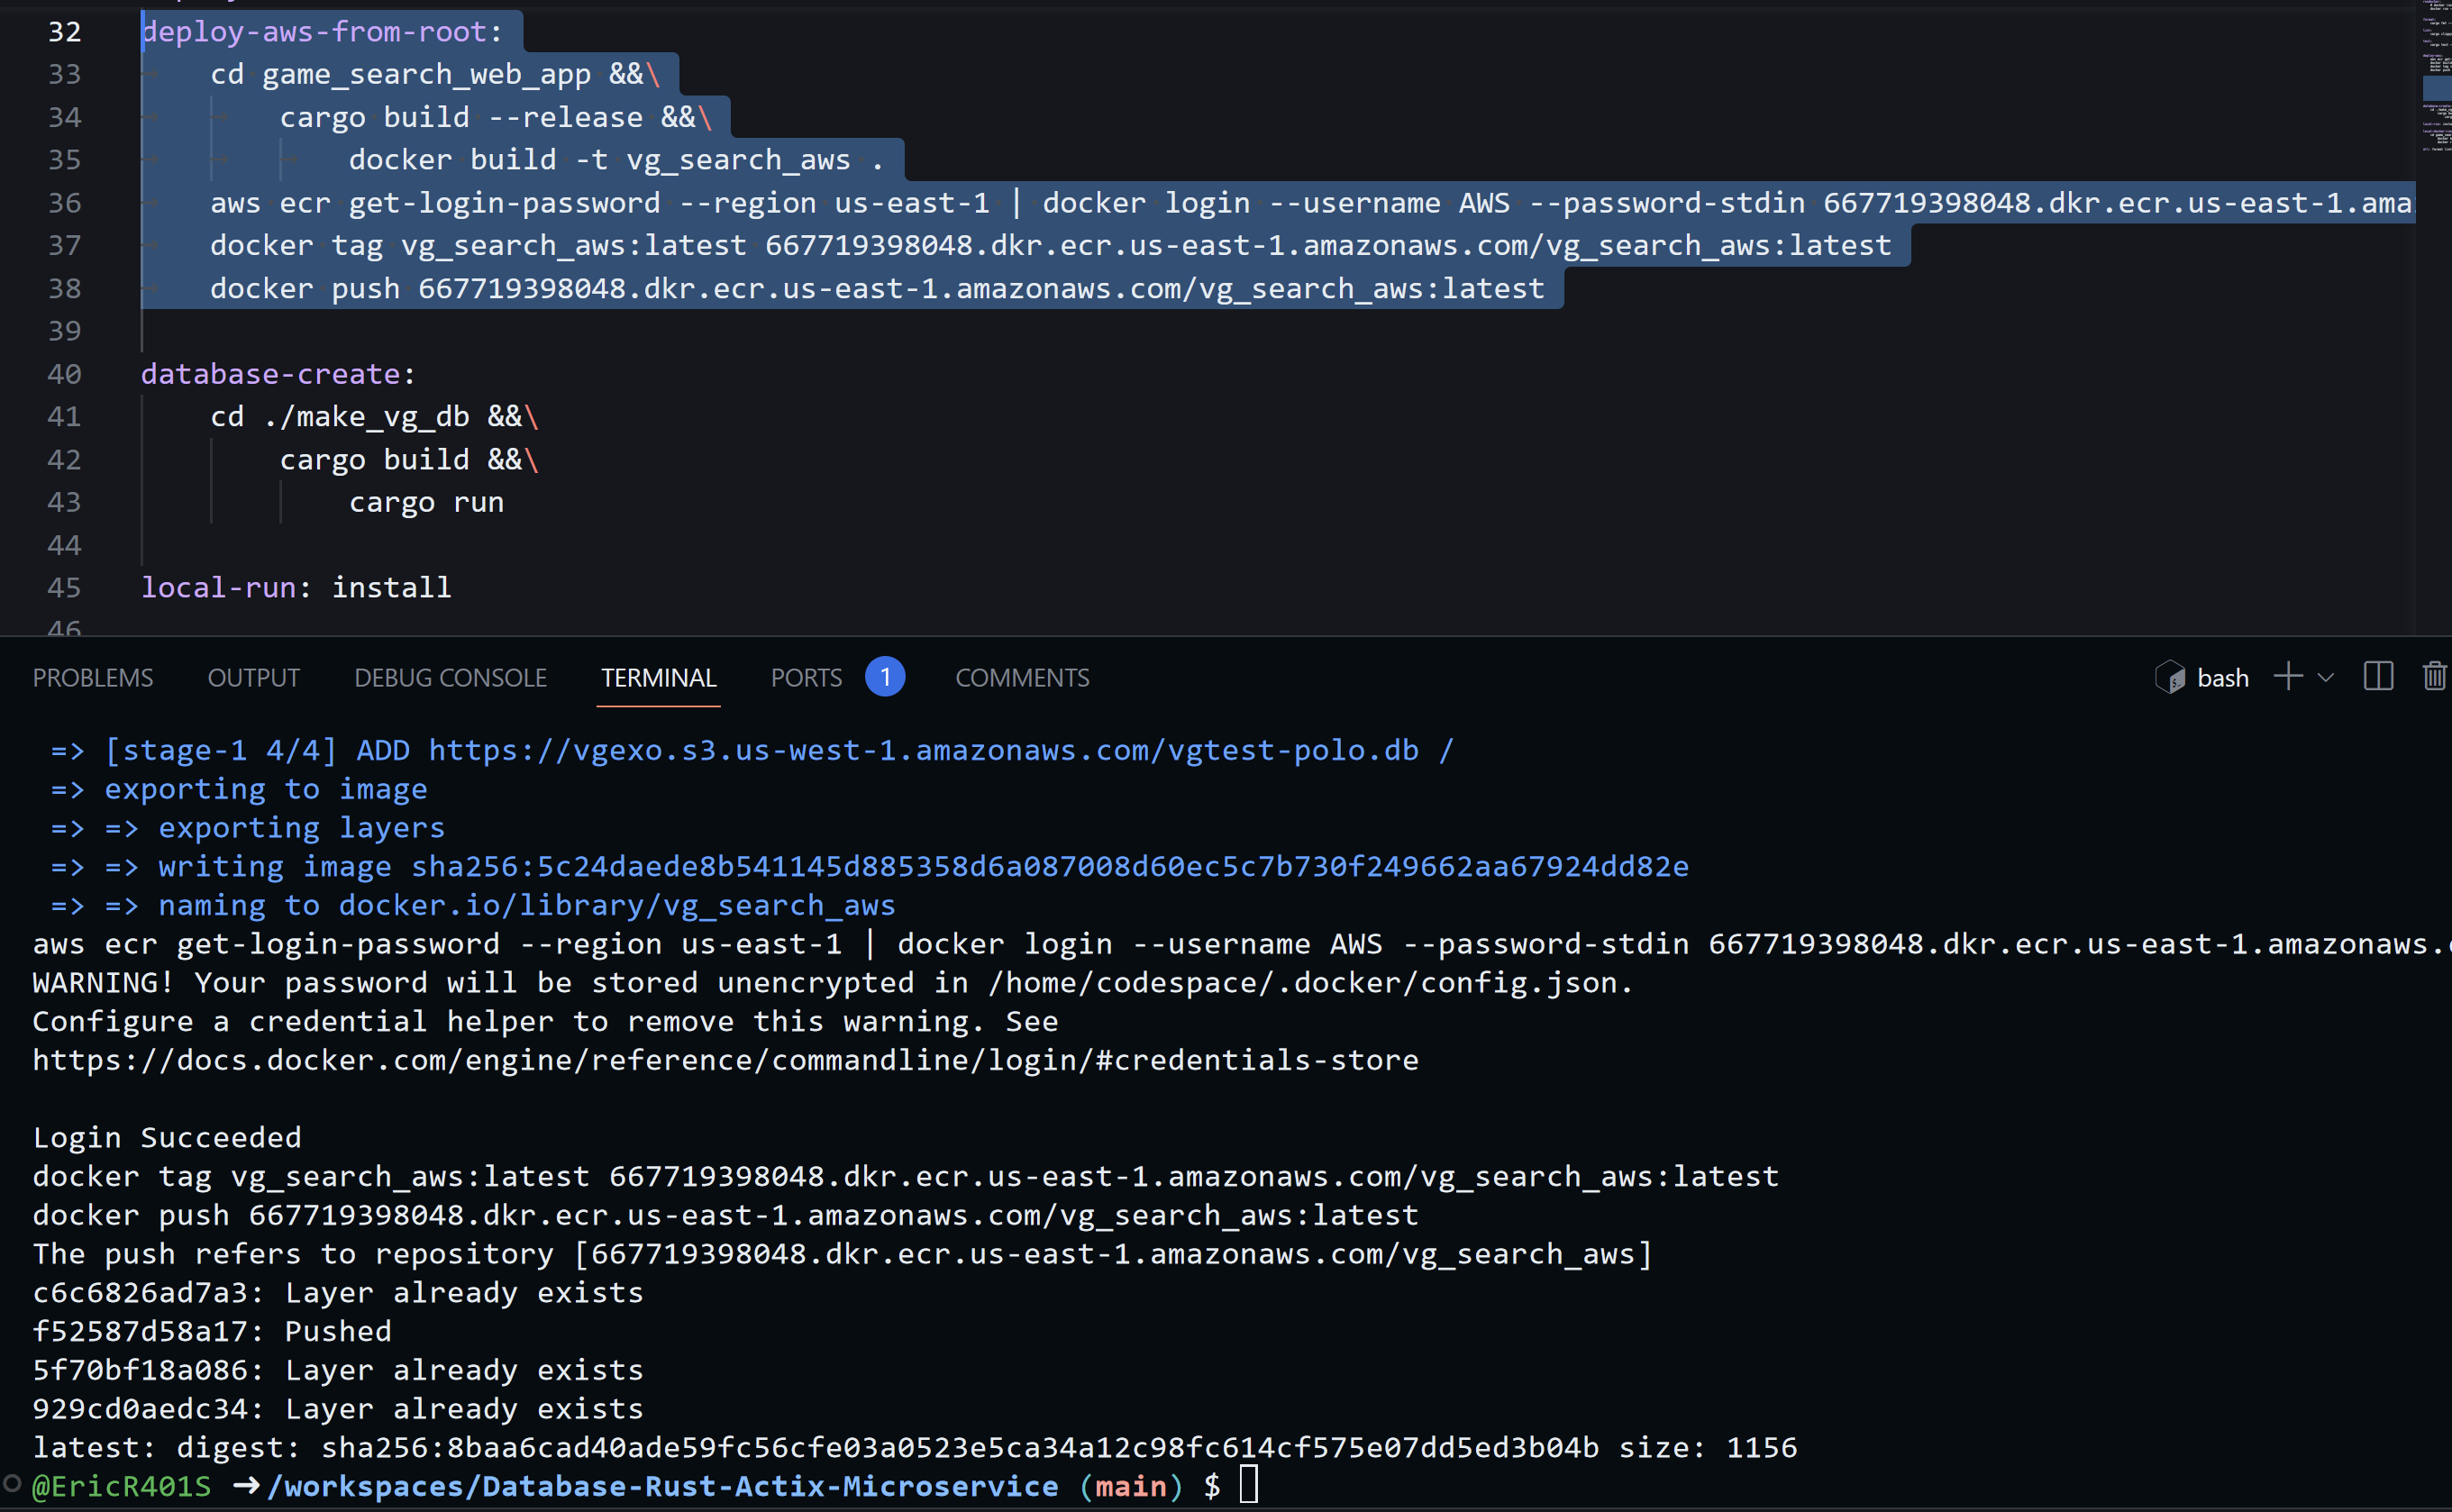 32 deploy-aws-from-root:
33 cd game_search_web_app &&\
34 cargo build --release &&\
35 docker build -t vg_search_aws .
36 aws ecr get-login-password --region us-east-1 | docker login --username AWS --password-stdin 667719398048.dkr.ecr.us-east-1.ama
37 docker tag vg_search_aws:latest 667719398048.dkr.ecr.us-east-1.amazonaws.com/vg_search_aws:latest
38 docker push 667719398048.dkr.ecr.us-east-1.amazonaws.com/vg_search_aws:latest
39
40 database-create:
41 cd ./make_vg_db &&\
42 cargo build &&\
43 cargo run
44
45 local-run: install
46
PROBLEMS OUTPUT DEBUG CONSOLE TERMINAL PORTS 1 COMMENTS bash
=> [stage-1 4/4] ADD https://vgexo.s3.us-west-1.amazonaws.com/vgtest-polo.db /
=> exporting to image
=> => exporting layers
=> => writing image sha256:5c24daede8b541145d885358d6a087008d60ec5c7b730f249662aa67924dd82e
=> => naming to docker.io/library/vg_search_aws
aws ecr get-login-password --region us-east-1 | docker login --username AWS --password-stdin 667719398048.dkr.ecr.us-east-1.amazonaws.
WARNING! Your password will be stored unencrypted in /home/codespace/.docker/config.json.
Configure a credential helper to remove this warning. See
https://docs.docker.com/engine/reference/commandline/login/#credentials-store
Login Succeeded
docker tag vg_search_aws:latest 667719398048.dkr.ecr.us-east-1.amazonaws.com/vg_search_aws:latest
docker push 667719398048.dkr.ecr.us-east-1.amazonaws.com/vg_search_aws:latest
The push refers to repository [667719398048.dkr.ecr.us-east-1.amazonaws.com/vg_search_aws]
c6c6826ad7a3: Layer already exists
f52587d58a17: Pushed
5f70bf18a086: Layer already exists
929cd0aedc34: Layer already exists
latest: digest: sha256:8baa6cad40ade59fc56cfe03a0523e5ca34a12c98fc614cf575e07dd5ed3b04b size: 1156
@EricR401S ➜ /workspaces/Database-Rust-Actix-Microservice (main) $